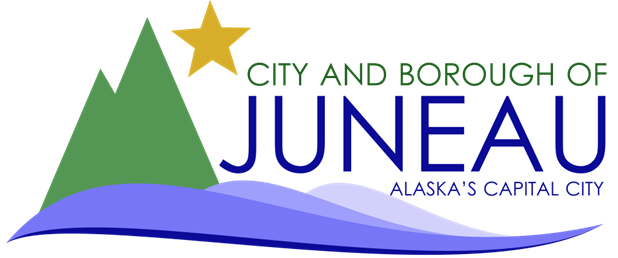 CITY AND BOROUGH OF
JUNEAU
ALASKA'S CAPITAL CITY